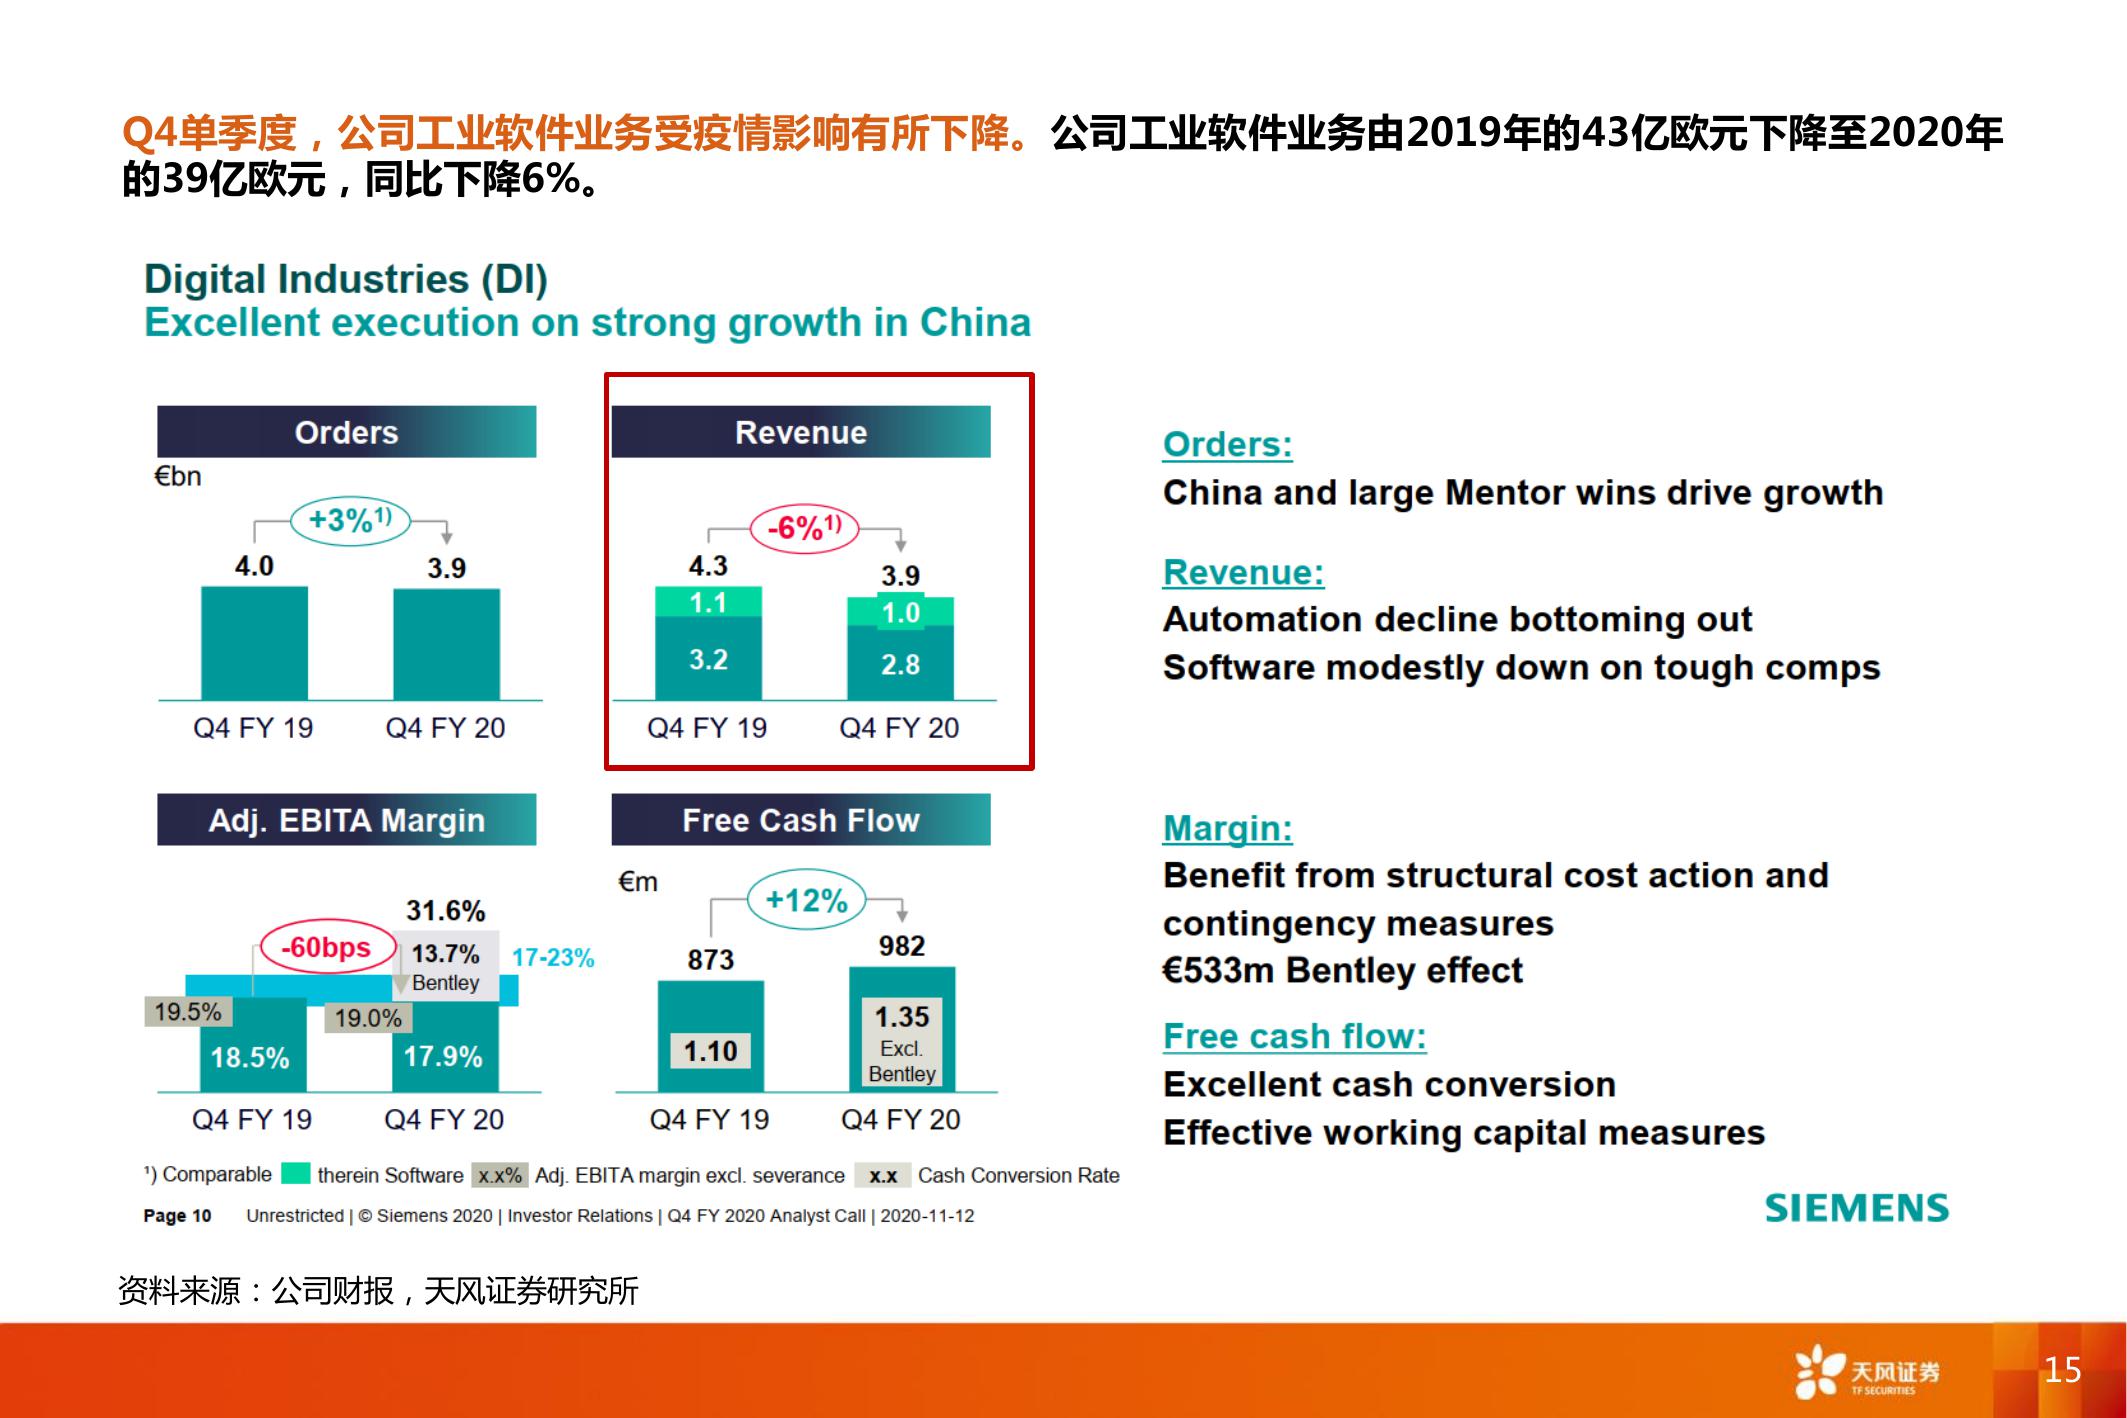 Q4单季度，公司工业软件业务受疫情影响有所下降。公司工业软件业务由2019年的43亿欧元下降至2020年
的39亿欧元，同比下降6%。
Digital Industries (DI)
Excellent execution on strong growth in China
Orders
€bn
+3%¹⁾
4.0
3.9
Q4 FY 19
Q4 FY 20
Revenue
-6%¹⁾
4.3
3.9
1.1
1.0
3.2
2.8
Q4 FY 19
Q4 FY 20
Orders:
China and large Mentor wins drive growth
Revenue:
Automation decline bottoming out
Software modestly down on tough comps
Adj. EBITA Margin
31.6%
-60bps
13.7%
Bentley
17-23%
19.5%
19.0%
18.5%
17.9%
Q4 FY 19
Q4 FY 20
Free Cash Flow
€m
+12%
873
982
1.10
1.35
Excl.
Bentley
Q4 FY 19
Q4 FY 20
Margin:
Benefit from structural cost action and
contingency measures
€533m Bentley effect
Free cash flow:
Excellent cash conversion
Effective working capital measures
¹) Comparable therein Software x.x% Adj. EBITA margin excl. severance x.x Cash Conversion Rate
Page 10 Unrestricted | © Siemens 2020 | Investor Relations | Q4 FY 2020 Analyst Call | 2020-11-12
SIEMENS
资料来源：公司财报，天风证券研究所
天风证券
TF SECURITIES
15